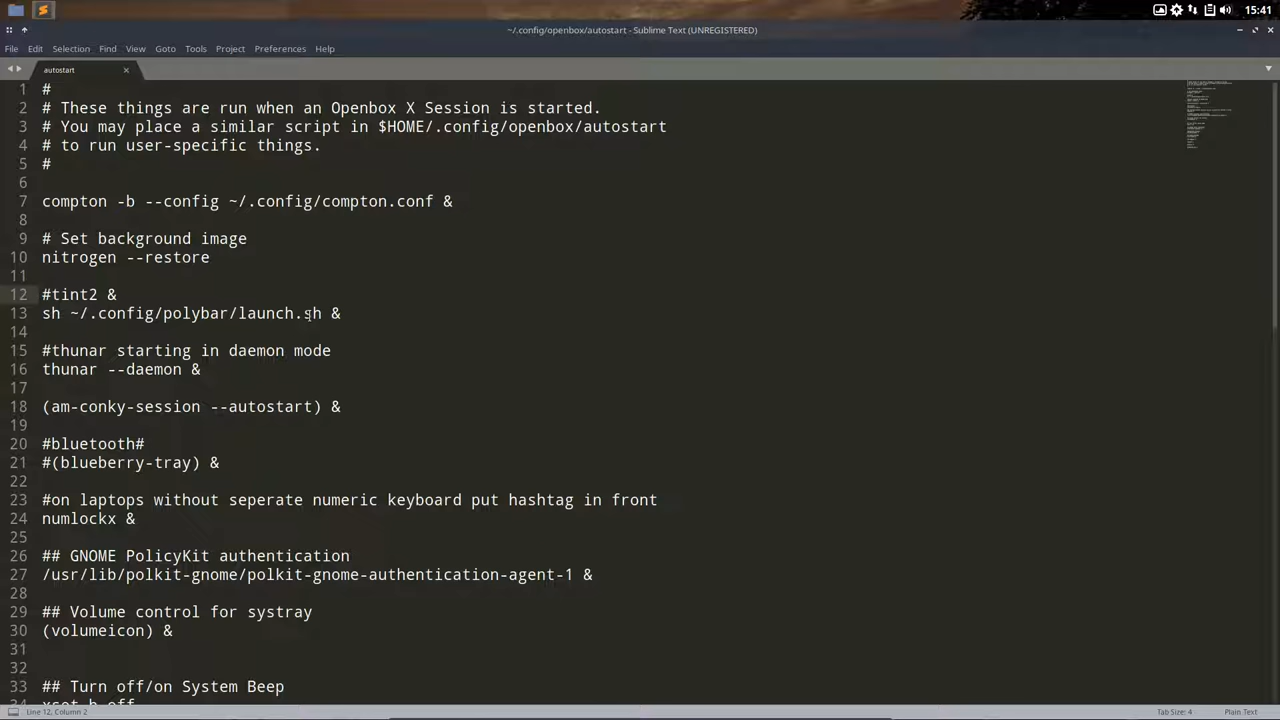 15:41
~/.config/openbox/autostart - Sublime Text (UNREGISTERED)
File Edit Selection Find View Goto Tools Project Preferences Help
autostart
1 #
2 # These things are run when an Openbox X Session is started.
3 # You may place a similar script in $HOME/.config/openbox/autostart
4 # to run user-specific things.
5 #
6
7 compton -b --config ~/.config/compton.conf &
8
9 # Set background image
10 nitrogen --restore
11
12 #tint2 &
13 sh ~/.config/polybar/launch.sh &
14
15 #thunar starting in daemon mode
16 thunar --daemon &
17
18 (am-conky-session --autostart) &
19
20 #bluetooth#
21 #(blueberry-tray) &
22
23 #on laptops without seperate numeric keyboard put hashtag in front
24 numlockx &
25
26 ## GNOME PolicyKit authentication
27 /usr/lib/polkit-gnome/polkit-gnome-authentication-agent-1 &
28
29 ## Volume control for systray
30 (volumeicon) &
31
32
33 ## Turn off/on System Beep
34 xset b off
Line 12, Column 2 Tab Size: 4 Plain Text